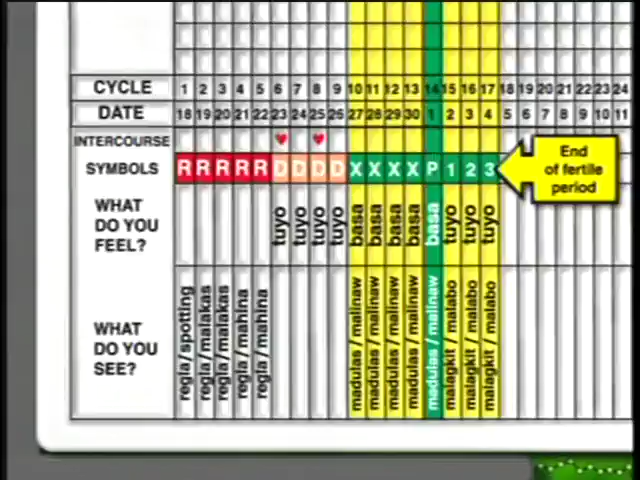 CYCLE 1 2 3 4 5 6 7 8 9 10 11 12 13 14 15 16 17 18 19 20 21 22 23 24
DATE 18 19 20 21 22 23 24 25 26 27 28 29 30 1 2 3 4 5 6 7 8 9 10 11
INTERCOURSE
SYMBOLS R R R R R D D D D X X X X P 1 2 3
End
of fertile
period
WHAT
DO YOU
FEEL?
tuyo
tuyo
tuyo
tuyo
basa
basa
basa
basa
basa
tuyo
tuyo
tuyo
WHAT
DO YOU
SEE?
regla/spotting
regla/malakas
regla/malakas
regla/mahina
regla/mahina
madulas / malinaw
madulas / malinaw
madulas / malinaw
madulas / malinaw
madulas / malinaw
malagkit / malabo
malagkit / malabo
malagkit / malabo